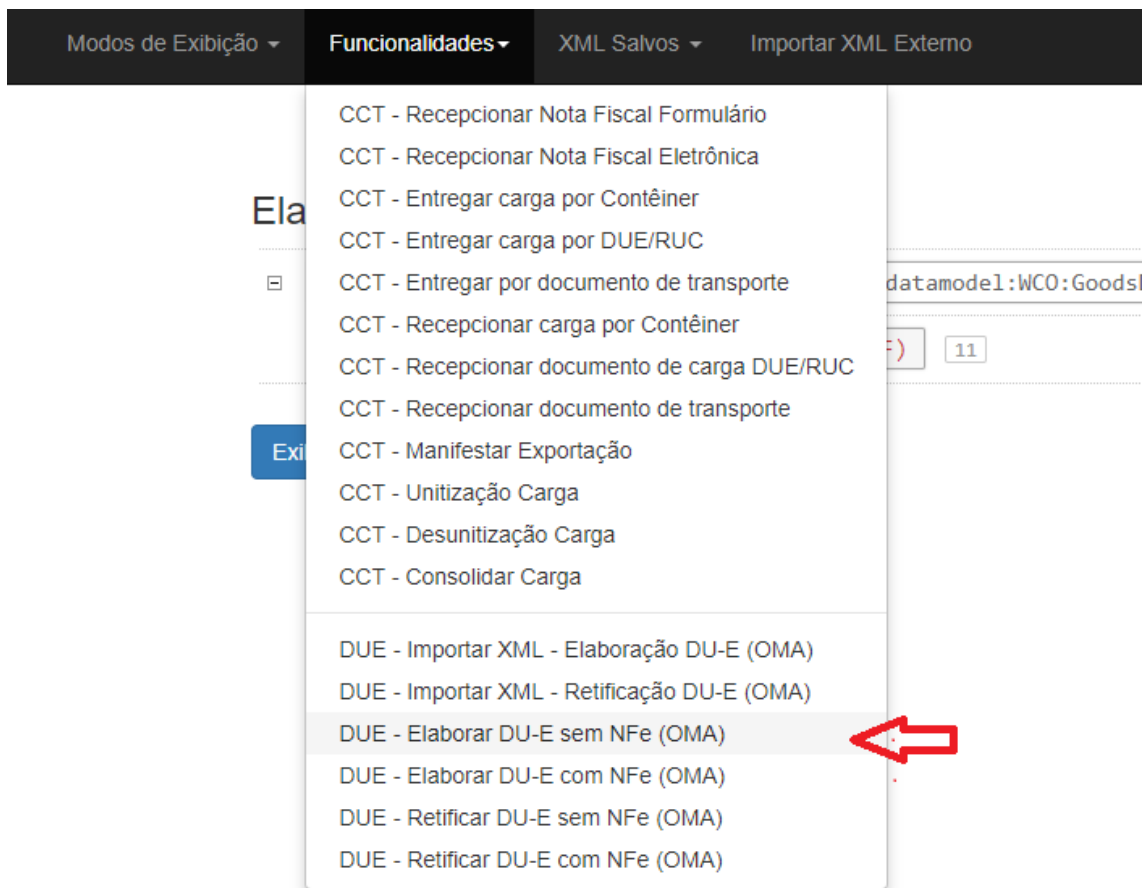 Modos de Exibição Funcionalidades XML Salvos Importar XML Externo
CCT - Recepcionar Nota Fiscal Formulário
CCT - Recepcionar Nota Fiscal Eletrônica
CCT - Entregar carga por Contêiner
Ela
CCT - Entregar carga por DUE/RUC
CCT - Entregar por documento de transporte
datamodel:WCO:Goods
CCT - Recepcionar carga por Contêiner
) 11
CCT - Recepcionar documento de carga DUE/RUC
CCT - Recepcionar documento de transporte
Exi
CCT - Manifestar Exportação
CCT - Unitização Carga
CCT - Desunitização Carga
CCT - Consolidar Carga
DUE - Importar XML - Elaboração DU-E (OMA)
DUE - Importar XML - Retificação DU-E (OMA)
DUE - Elaborar DU-E sem NFe (OMA)
DUE - Elaborar DU-E com NFe (OMA)
DUE - Retificar DU-E sem NFe (OMA)
DUE - Retificar DU-E com NFe (OMA)